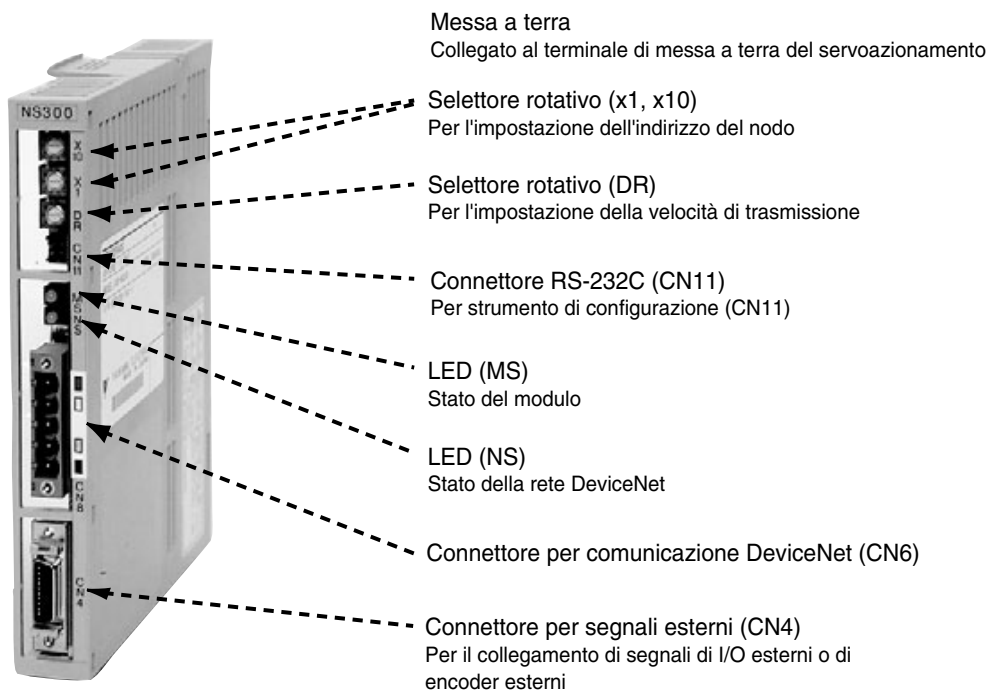 Messa a terra
Collegato al terminale di messa a terra del servoazionamento
NS300
Selettore rotativo (x1, x10)
Per l'impostazione dell'indirizzo del nodo
X10
X1
Selettore rotativo (DR)
Per l'impostazione della velocità di trasmissione
DR
CN11
Connettore RS-232C (CN11)
Per strumento di configurazione (CN11)
MS
NS
LED (MS)
Stato del modulo
LED (NS)
Stato della rete DeviceNet
CN8
Connettore per comunicazione DeviceNet (CN6)
CN4
Connettore per segnali esterni (CN4)
Per il collegamento di segnali di I/O esterni o di
encoder esterni